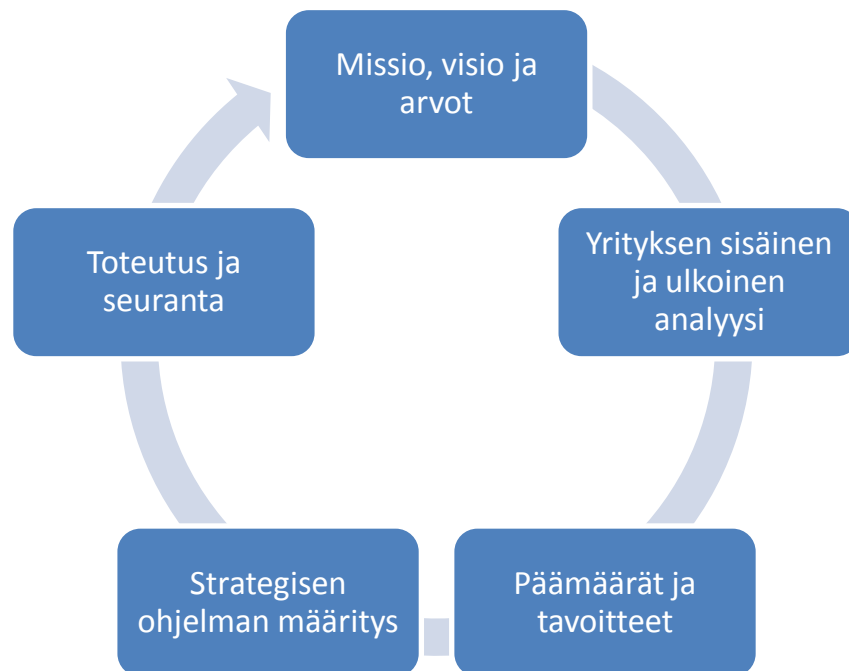 Missio, visio ja
arvot
Yrityksen sisäinen
ja ulkoinen
analyysi
Päämäärät ja
tavoitteet
Strategisen
ohjelman määritys
Toteutus ja
seuranta